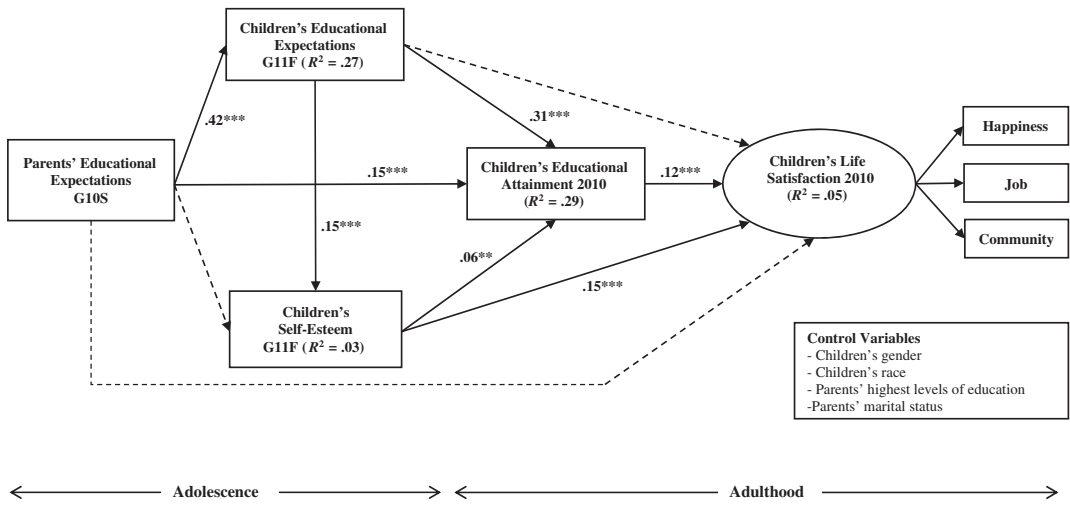 Children's Educational
Expectations
G11F (R² = .27)
.42***
.31***
Parents' Educational
Expectations
G10S
.15***
Children's Educational
Attainment 2010
(R² = .29)
.12***
Children's Life
Satisfaction 2010
(R² = .05)
Happiness
Job
Community
.15***
.06**
.15***
Children's
Self-Esteem
G11F (R² = .03)
Control Variables
- Children's gender
- Children's race
- Parents' highest levels of education
-Parents' marital status
Adolescence
Adulthood